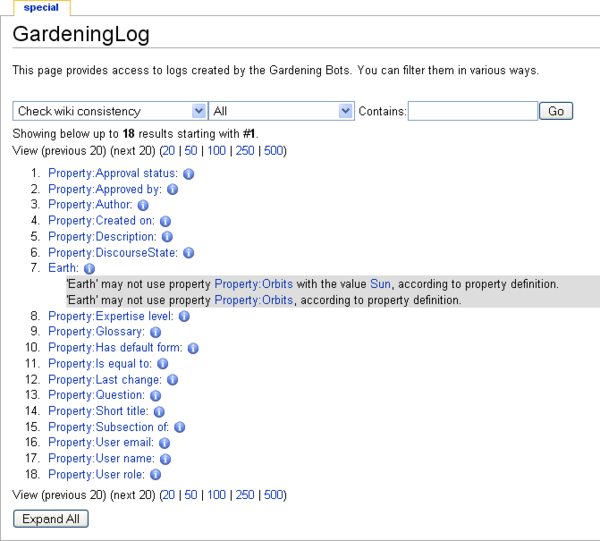 special
GardeningLog
This page provides access to logs created by the Gardening Bots. You can filter them in various ways.
Check wiki consistency All Contains: Go
Showing below up to 18 results starting with #1.
View (previous 20) (next 20) (20 | 50 | 100 | 250 | 500)
1. Property:Approval status:
2. Property:Approved by:
3. Property:Author:
4. Property:Created on:
5. Property:Description:
6. Property:DiscourseState:
7. Earth:
'Earth' may not use property Property:Orbits with the value Sun, according to property definition.
'Earth' may not use property Property:Orbits, according to property definition.
8. Property:Expertise level:
9. Property:Glossary:
10. Property:Has default form:
11. Property:Is equal to:
12. Property:Last change:
13. Property:Question:
14. Property:Short title:
15. Property:Subsection of:
16. Property:User email:
17. Property:User name:
18. Property:User role:
View (previous 20) (next 20) (20 | 50 | 100 | 250 | 500)
Expand All